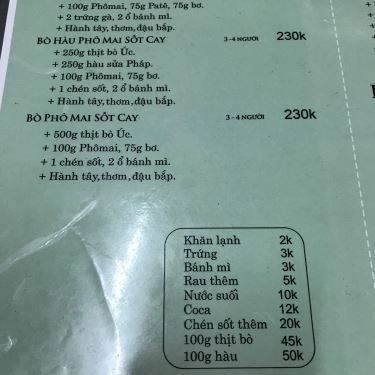 + 100g Phômai, 75g Patê, 75g bơ.
+ 2 trứng gà, 2 ổ bánh mì.
+ Hành tây,thơm,đậu bắp.
BÒ HÀU PHÔ MAI SỐT CAY 3-4 NGƯỜI 230k
+ 250g thịt bò Úc.
+ 250g hàu sữa Pháp.
+ 100g Phômai, 75g bơ.
+ 1 chén sốt, 2 ổ bánh mì.
+ Hành tây,thơm,đậu bắp.
BÒ PHÔ MAI SỐT CAY 3-4 NGƯỜI 230k
+ 500g thịt bò Úc.
+ 100g Phômai, 75g bơ.
+ 1 chén sốt, 2 ổ bánh mì.
+ Hành tây,thơm,đậu bắp.
Khăn lạnh 2k
Trứng 3k
Bánh mì 3k
Rau thêm 5k
Nước suối 10k
Coca 12k
Chén sốt thêm 20k
100g thịt bò 45k
100g hàu 50k